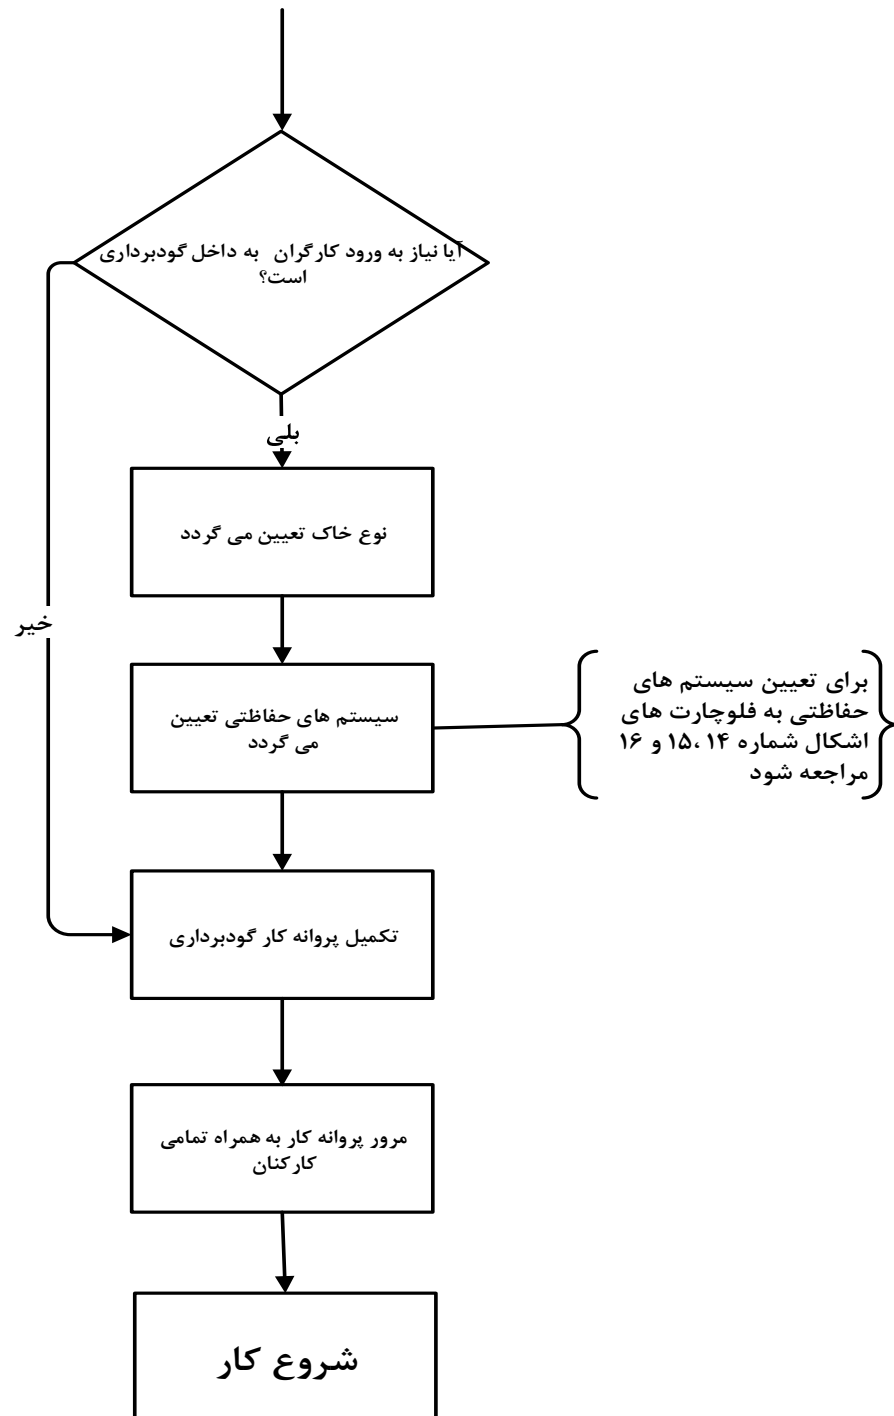 آیا نیاز به ورود کارگران به داخل گودبرداری
است؟
بلی
نوع خاک تعیین می گردد
خیر
سیستم های حفاظتی تعیین
می گردد
برای تعیین سیستم های
حفاظتی به فلوچارت های
اشکال شماره ۱۴ ،۱۵ و ۱۶
مراجعه شود
تکمیل پروانه کار گودبرداری
مرور پروانه کار به همراه تمامی
کارکنان
شروع کار